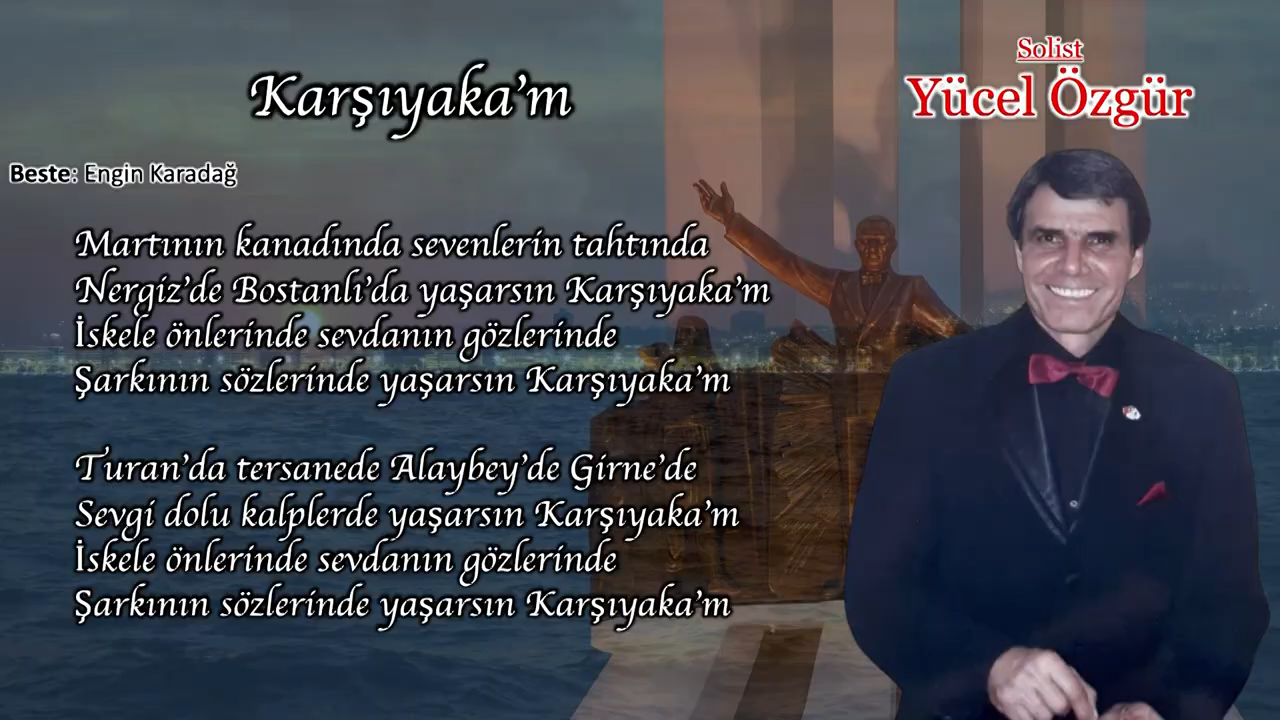 Karşıyaka'm
Solist
Yücel Özgür
Beste: Engin Karadağ
Martının kanadında sevenlerin tahtında
Nergiz'de Bostanlı'da yaşarsın Karşıyaka'm
İskele önlerinde sevdanın gözlerinde
Şarkının sözlerinde yaşarsın Karşıyaka'm
Turan'da tersanede Alaybey'de Girne'de
Sevgi dolu kalplerde yaşarsın Karşıyaka'm
İskele önlerinde sevdanın gözlerinde
Şarkının sözlerinde yaşarsın Karşıyaka'm